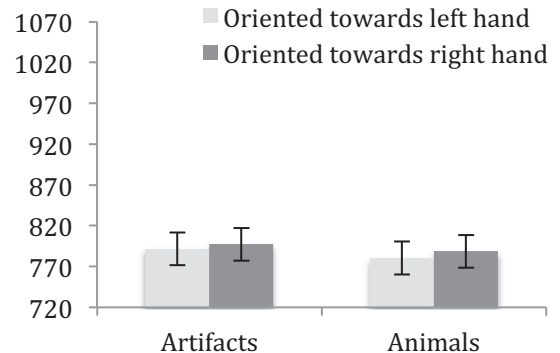 Oriented towards left hand
Oriented towards right hand
1070
1020
970
920
870
820
770
720
Artifacts
Animals